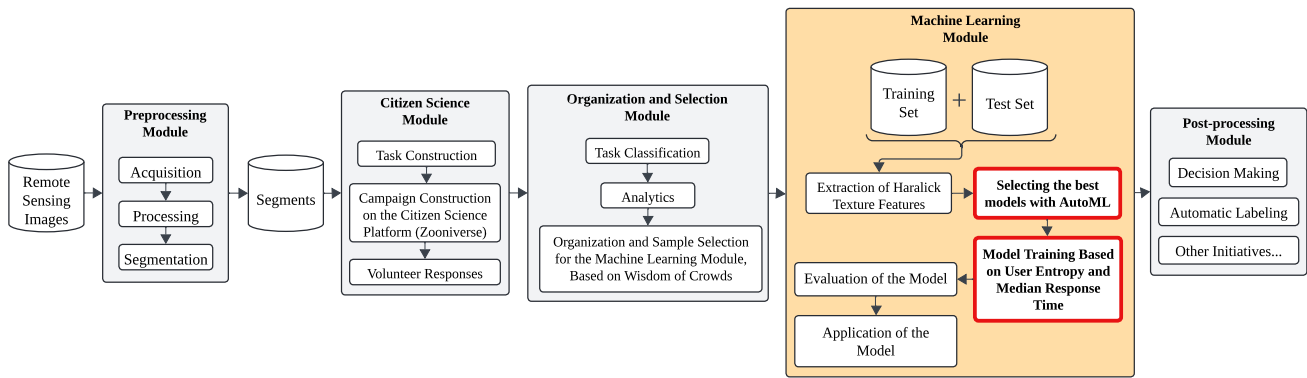 Remote
Sensing
Images
Preprocessing
Module
Acquisition
Processing
Segmentation
Segments
Citizen Science
Module
Task Construction
Campaign Construction
on the Citizen Science
Platform (Zooniverse)
Volunteer Responses
Organization and Selection
Module
Task Classification
Analytics
Organization and Sample Selection
for the Machine Learning Module,
Based on Wisdom of Crowds
Machine Learning
Module
Training
Set
+
Test Set
Extraction of Haralick
Texture Features
Selecting the best
models with AutoML
Model Training Based
on User Entropy and
Median Response
Time
Evaluation of the Model
Application of the
Model
Post-processing
Module
Decision Making
Automatic Labeling
Other Initiatives...